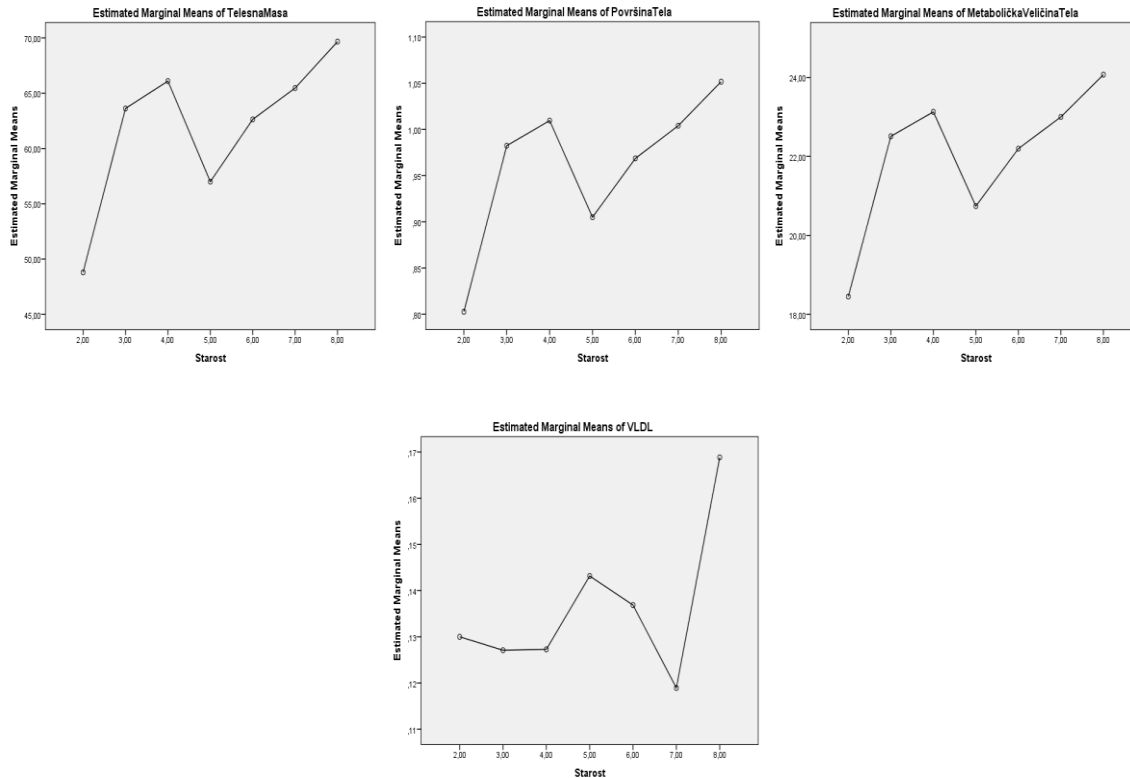 Estimated Marginal Means of TelesnaMasa
Estimated Marginal Means
70,00
65,00
60,00
55,00
50,00
45,00
2,00 3,00 4,00 5,00 6,00 7,00 8,00
Starost
Estimated Marginal Means of PovršinaTela
Estimated Marginal Means
1,10
1,05
1,00
,95
,90
,85
,80
2,00 3,00 4,00 5,00 6,00 7,00 8,00
Starost
Estimated Marginal Means of MetaboličkaVeličinaTela
Estimated Marginal Means
24,00
22,00
20,00
18,00
2,00 3,00 4,00 5,00 6,00 7,00 8,00
Starost
Estimated Marginal Means of VLDL
Estimated Marginal Means
,17
,16
,15
,14
,13
,12
,11
2,00 3,00 4,00 5,00 6,00 7,00 8,00
Starost